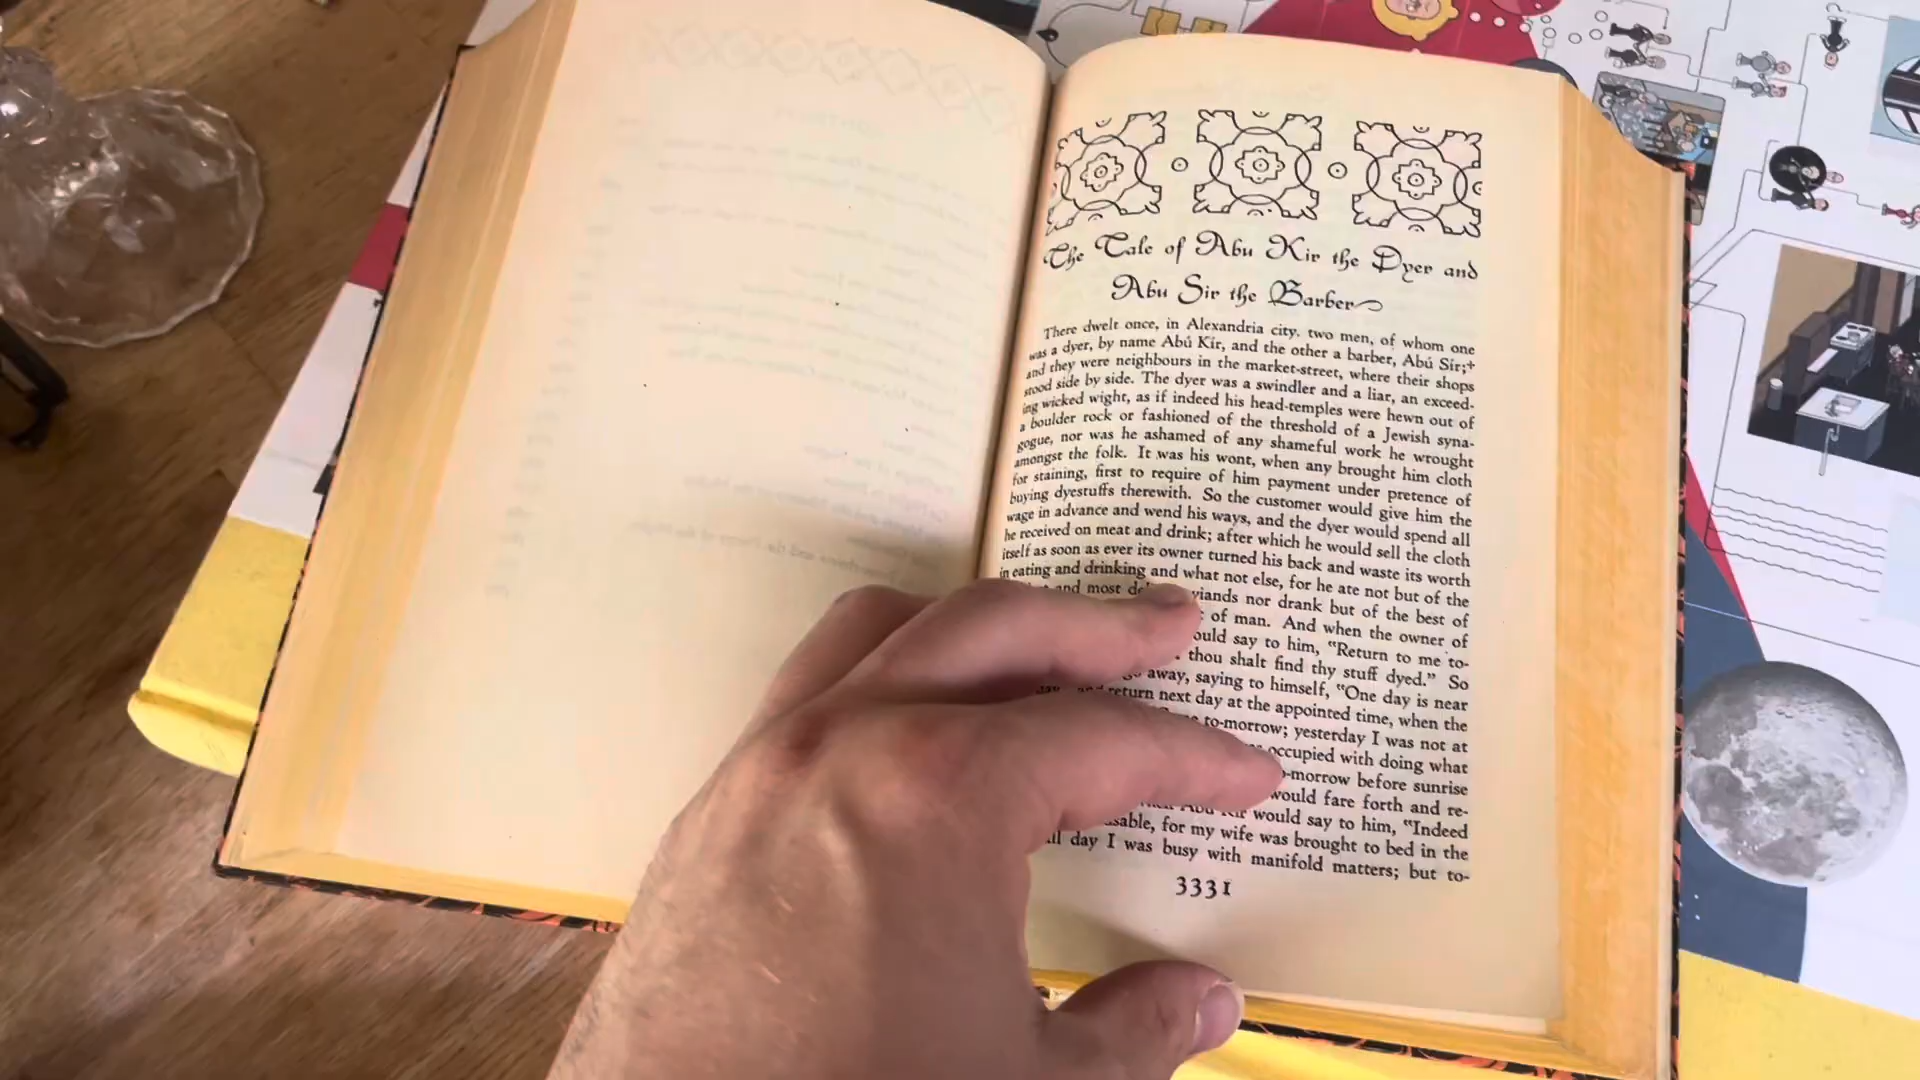 The Tale of Abu Kir the Dyer and
Abu Sir the Barber
There dwelt once, in Alexandria city. two men, of whom one
was a dyer, by name Abú Kír, and the other a barber, Abú Sír;†
and they were neighbours in the market-street, where their shops
stood side by side. The dyer was a swindler and a liar, an exceed-
ing wicked wight, as if indeed his head-temples were hewn out of
a boulder rock or fashioned of the threshold of a Jewish syna-
gogue, nor was he ashamed of any shameful work he wrought
amongst the folk. It was his wont, when any brought him cloth
for staining, first to require of him payment under pretence of
buying dyestuffs therewith. So the customer would give him the
wage in advance and wend his ways, and the dyer would spend all
he received on meat and drink; after which he would sell the cloth
itself as soon as ever its owner turned his back and waste its worth
in eating and drinking and what not else, for he ate not but of the
and most viands nor drank but of the best of
of man. And when the owner of
would say to him, "Return to me to-
thou shalt find thy stuff dyed." So
away, saying to himself, "One day is near
and return next day at the appointed time, when the
to-morrow; yesterday I was not at
occupied with doing what
to-morrow before sunrise
would fare forth and re-
Abu Kir would say to him, "Indeed
for my wife was brought to bed in the
all day I was busy with manifold matters; but to-
3331